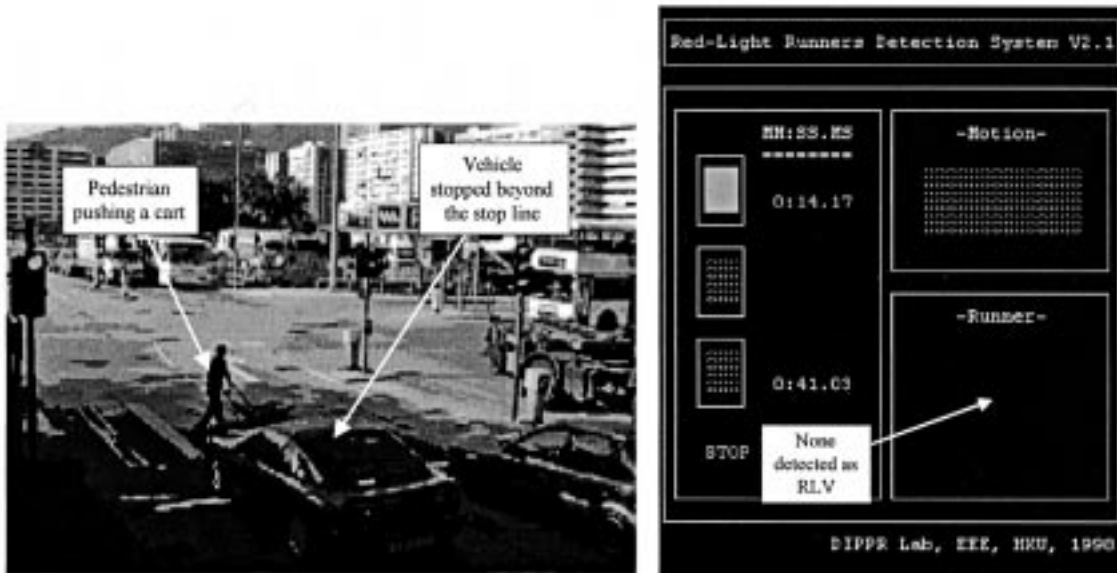 Pedestrian
pushing a cart
Vehicle
stopped beyond
the stop line
Red-Light Runners Detection System V2.1
MM:SS.MS
--------
0:14.17
0:41.03
STOP
-Motion-
-Runner-
None
detected as
RLV
DIPPR Lab, EEE, HKU, 1998